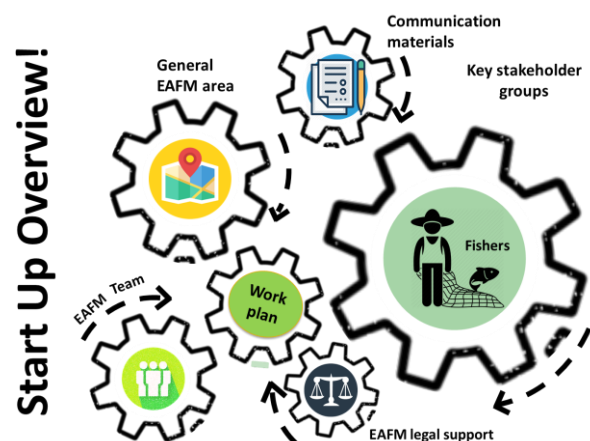 Start Up Overview!
General
EAFM area
Communication
materials
Key stakeholder
groups
Fishers
EAFM Team
Work
plan
EAFM legal support